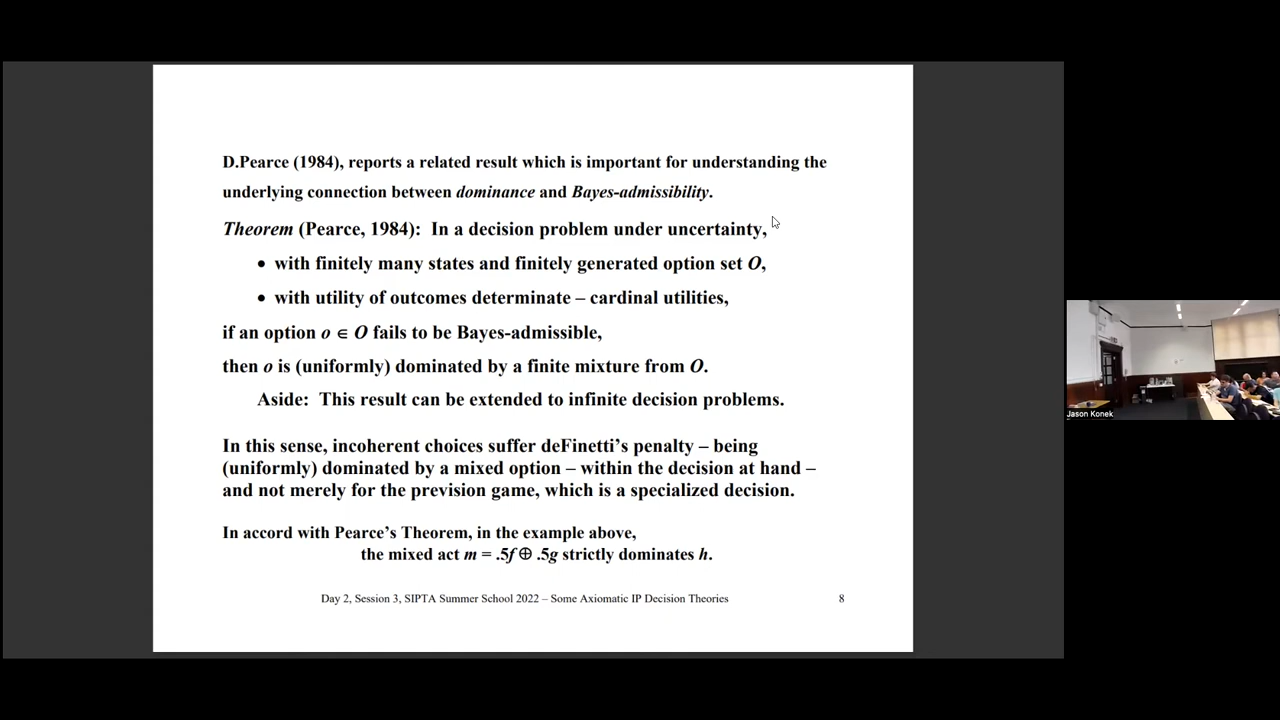 D.Pearce (1984), reports a related result which is important for understanding the
underlying connection between dominance and Bayes-admissibility.
Theorem (Pearce, 1984): In a decision problem under uncertainty,
• with finitely many states and finitely generated option set O,
• with utility of outcomes determinate – cardinal utilities,
if an option o ∈ O fails to be Bayes-admissible,
then o is (uniformly) dominated by a finite mixture from O.
Aside: This result can be extended to infinite decision problems.
In this sense, incoherent choices suffer deFinetti's penalty – being
(uniformly) dominated by a mixed option – within the decision at hand –
and not merely for the prevision game, which is a specialized decision.
In accord with Pearce's Theorem, in the example above,
the mixed act m = .5f ⊕ .5g strictly dominates h.
Day 2, Session 3, SIPTA Summer School 2022 – Some Axiomatic IP Decision Theories 8
Jason Konek